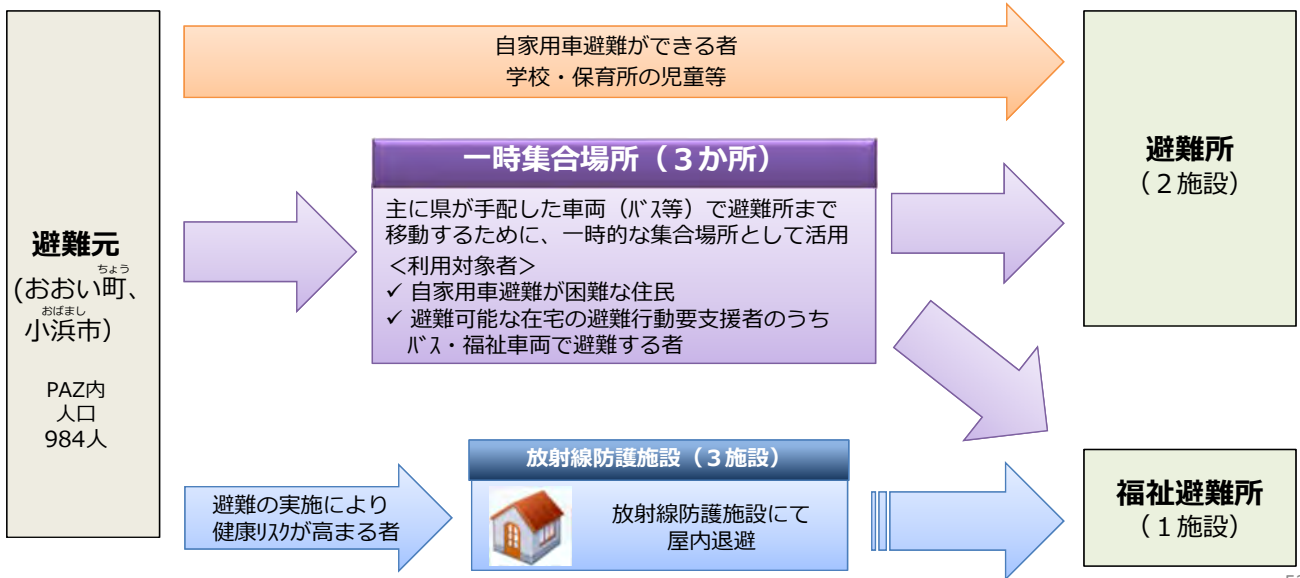 避難元
(おおい町、
ちょう
小浜市）
おばまし
PAZ内
人口
984人
自家用車避難ができる者
学校・保育所の児童等
一時集合場所（３か所）
主に県が手配した車両（ﾊﾞｽ等）で避難所まで
移動するために、一時的な集合場所として活用
＜利用対象者＞
✓ 自家用車避難が困難な住民
✓ 避難可能な在宅の避難行動要支援者のうち
ﾊﾞｽ・福祉車両で避難する者
避難の実施により
健康ﾘｽｸが高まる者
放射線防護施設（３施設）
放射線防護施設にて
屋内退避
避難所
（２施設）
福祉避難所
（１施設）